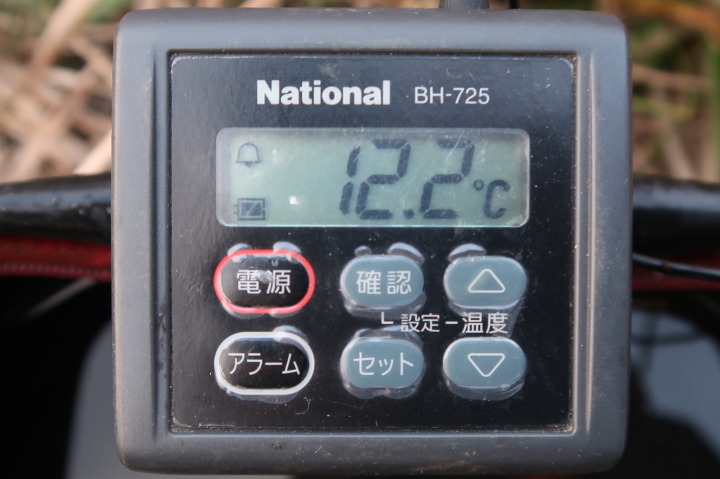 National BH-725
12.2°C
電源 確認 △
└ 設定 − 温度
アラーム セット ▽